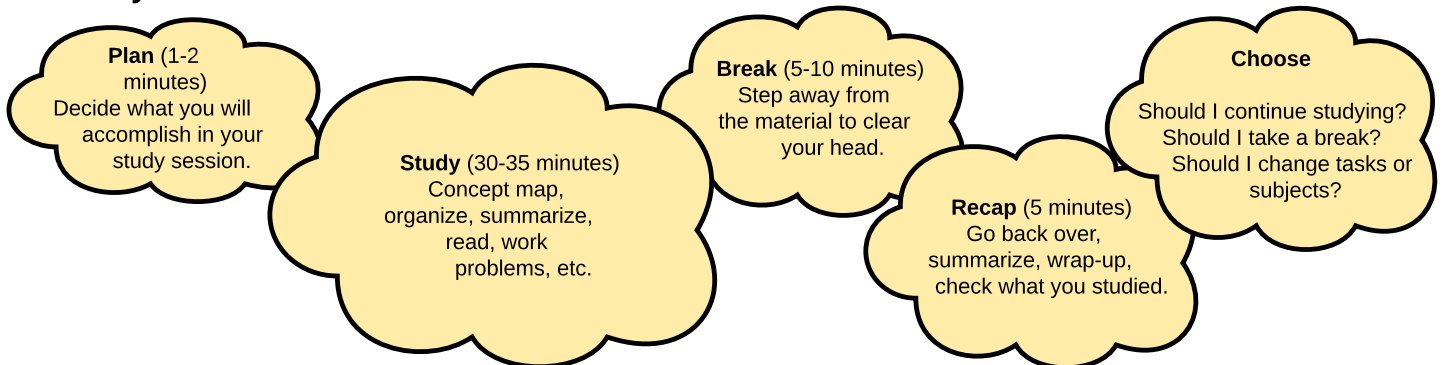 Plan (1-2
minutes)
Decide what you will
accomplish in your
study session.
Study (30-35 minutes)
Concept map,
organize, summarize,
read, work
problems, etc.
Break (5-10 minutes)
Step away from
the material to clear
your head.
Recap (5 minutes)
Go back over,
summarize, wrap-up,
check what you studied.
Choose
Should I continue studying?
Should I take a break?
Should I change tasks or
subjects?